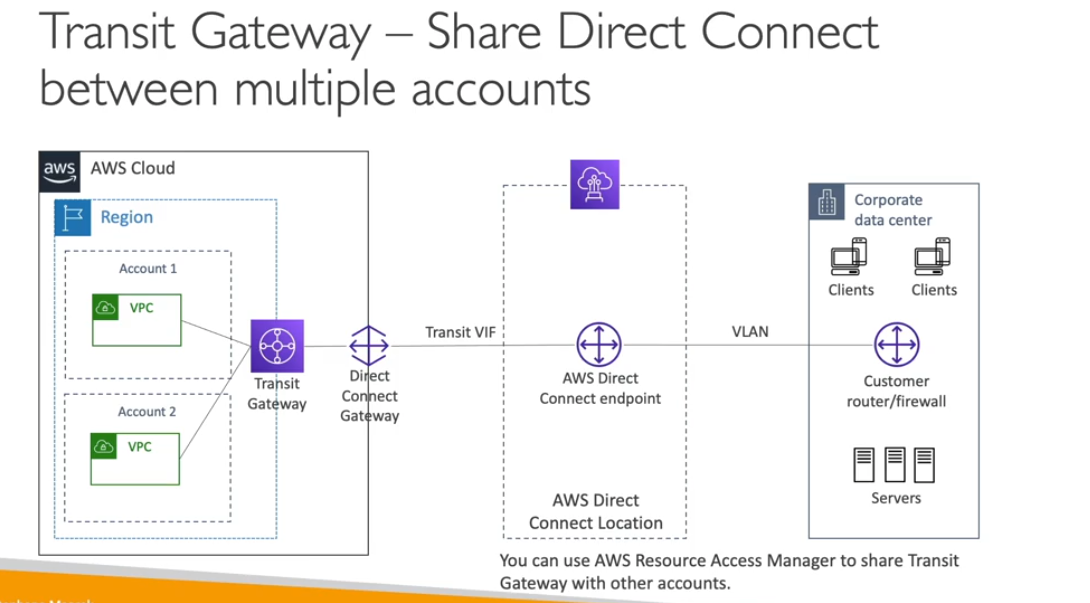 Transit Gateway – Share Direct Connect
between multiple accounts
aws
AWS Cloud
Region
Account 1
VPC
Account 2
VPC
Transit
Gateway
Direct
Connect
Gateway
Transit VIF
AWS Direct
Connect endpoint
AWS Direct
Connect Location
VLAN
Corporate
data center
Clients
Clients
Customer
router/firewall
Servers
You can use AWS Resource Access Manager to share Transit
Gateway with other accounts.